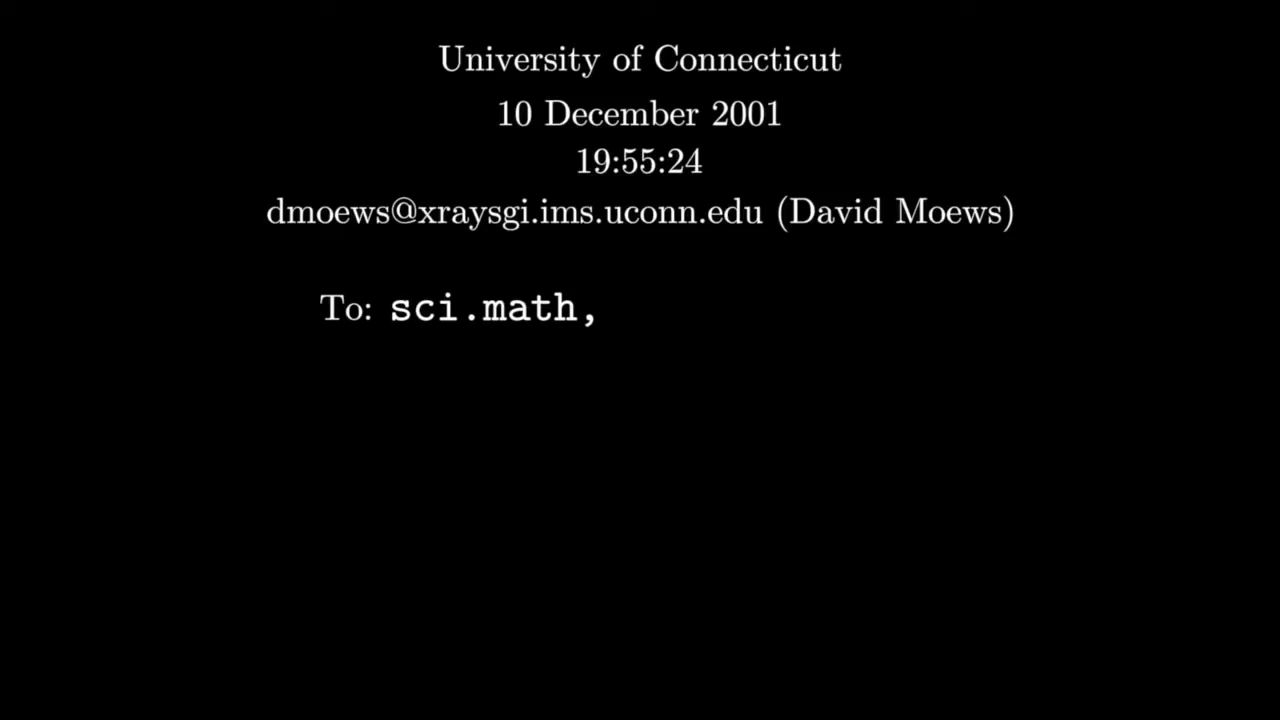 University of Connecticut
10 December 2001
19:55:24
dmoews@xraysgi.ims.uconn.edu (David Moews)
To: sci.math,